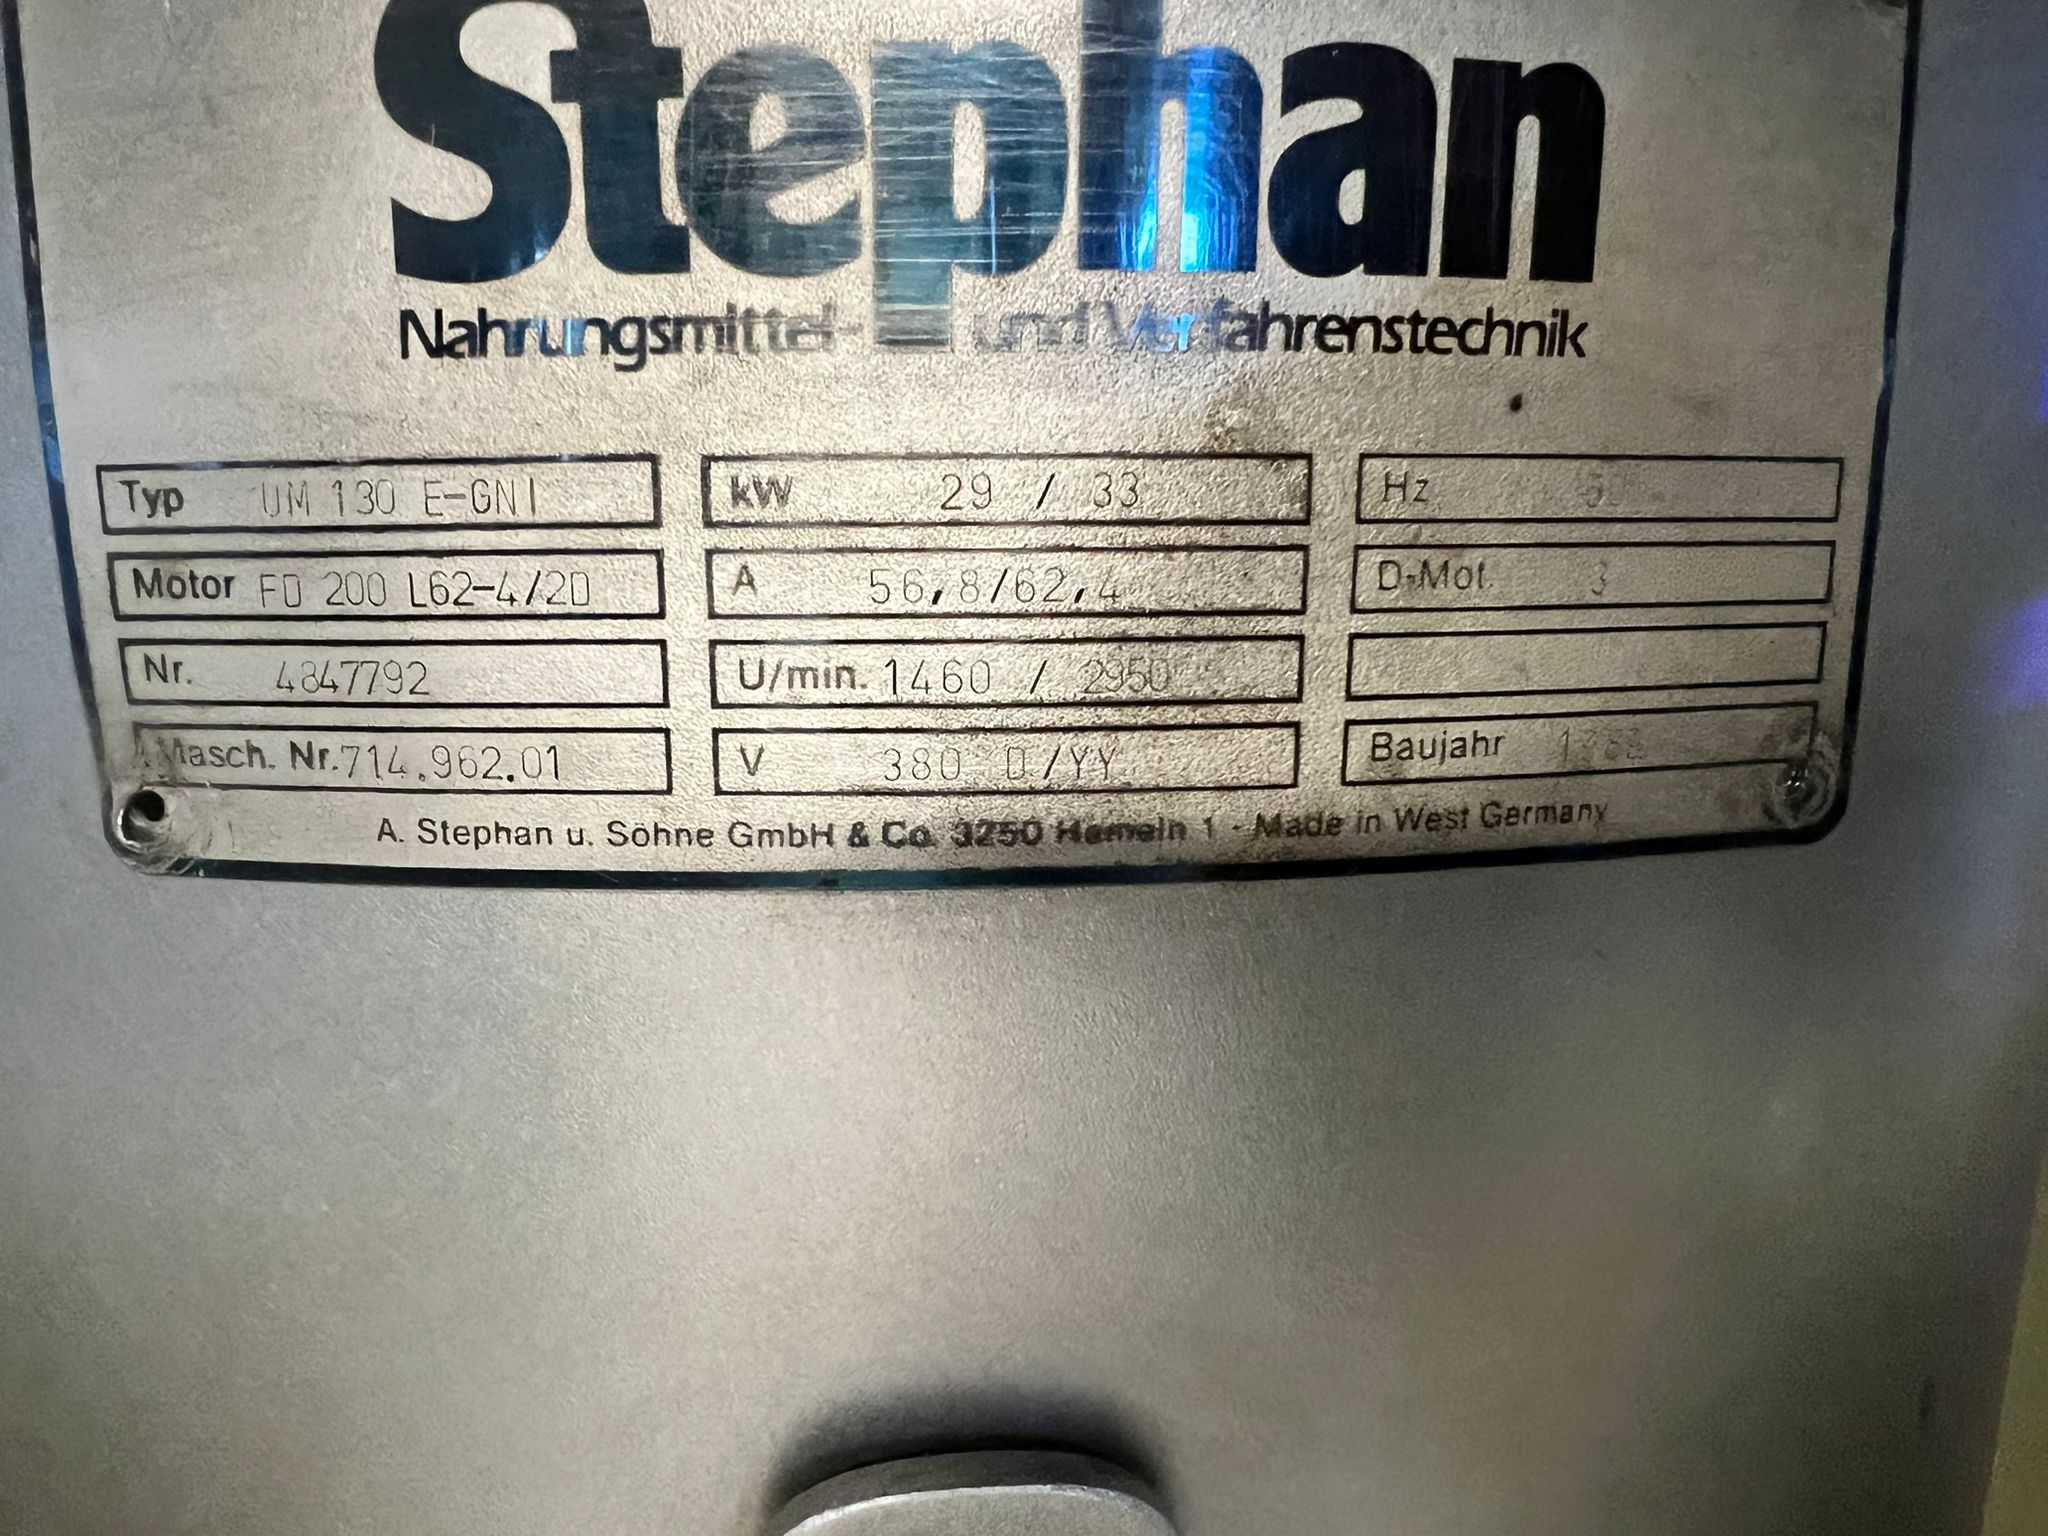 Stephan
Nahrungsmittel- und Verfahrenstechnik
Typ UM 130 E-GN I kW 29 / 33 Hz 50
Motor FD 200 L62-4/2D A 56,8/62,4 D-Mot. 3
Nr. 4847792 U/min. 1460 / 2950
Masch. Nr. 714.962.01 V 380 D/YY Baujahr
A. Stephan u. Söhne GmbH & Co. 3250 Hameln 1 - Made in West Germany